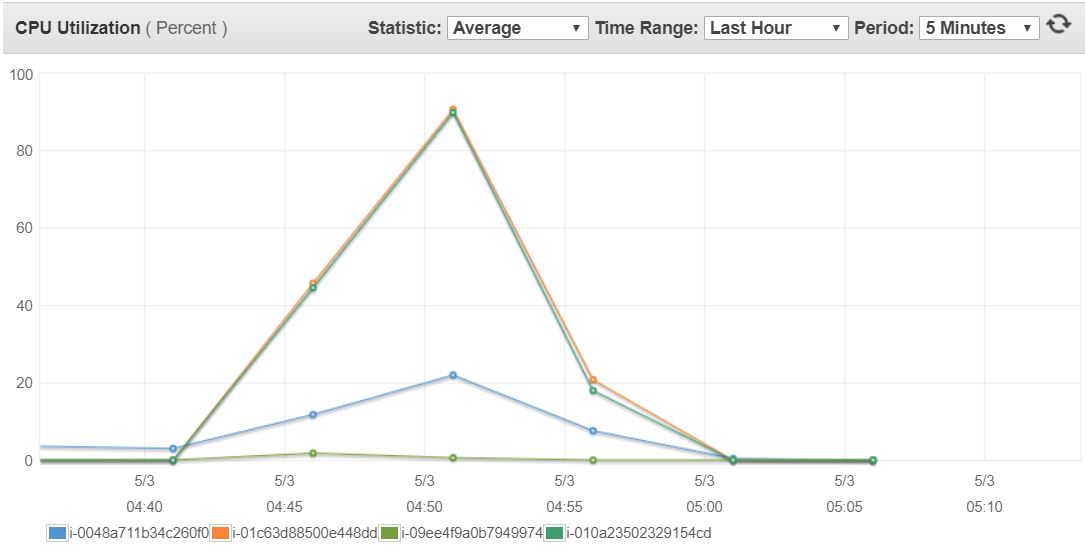 CPU Utilization ( Percent ) Statistic: Average Time Range: Last Hour Period: 5 Minutes
100
80
60
40
20
0
5/3 5/3 5/3 5/3 5/3 5/3 5/3
04:40 04:45 04:50 04:55 05:00 05:05 05:10
i-0048a711b34c260f0 i-01c63d88500e448dd i-09ee4f9a0b7949974 i-010a23502329154cd